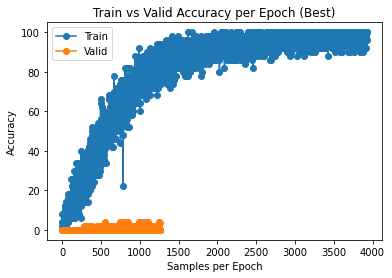 Train vs Valid Accuracy per Epoch (Best)
Train
Valid
Accuracy
100
80
60
40
20
0
0 500 1000 1500 2000 2500 3000 3500 4000
Samples per Epoch